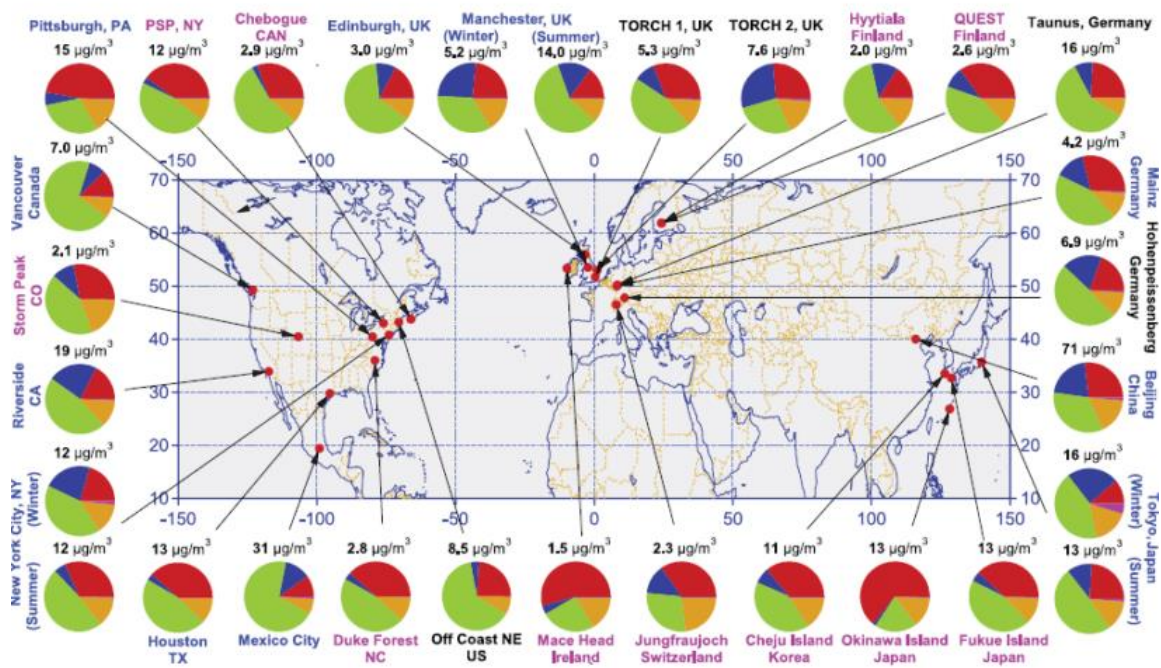 Pittsburgh, PA
15 µg/m³
PSP, NY
12 µg/m³
Chebogue
CAN
2.9 µg/m³
Edinburgh, UK
3.0 µg/m³
Manchester, UK
(Winter)
(Summer)
5.2 µg/m³
14.0 µg/m³
TORCH 1, UK
5.3 µg/m³
TORCH 2, UK
7.6 µg/m³
Hyytiala
Finland
2.0 µg/m³
QUEST
Finland
2.6 µg/m³
Taunus, Germany
16 µg/m³
Vancouver
Canada
7.0 µg/m³
Storm Peak
CO
2.1 µg/m³
Riverside
CA
19 µg/m³
New York City, NY
(Winter)
12 µg/m³
(Summer)
12 µg/m³
-150
-100
-50
0
50
100
150
70
60
50
40
30
20
10
70
60
50
40
30
20
10
-150
-100
-50
0
50
100
150
4.2 µg/m³
Mainz
Germany
6.9 µg/m³
Hohenpeissenberg
Germany
71 µg/m³
Beijing
China
16 µg/m³
Tokyo, Japan
(Winter)
13 µg/m³
(Summer)
13 µg/m³
Houston
TX
31 µg/m³
Mexico City
2.8 µg/m³
Duke Forest
NC
8.5 µg/m³
Off Coast NE
US
1.5 µg/m³
Mace Head
Ireland
2.3 µg/m³
Jungfraujoch
Switzerland
11 µg/m³
Cheju Island
Korea
13 µg/m³
Okinawa Island
Japan
13 µg/m³
Fukue Island
Japan